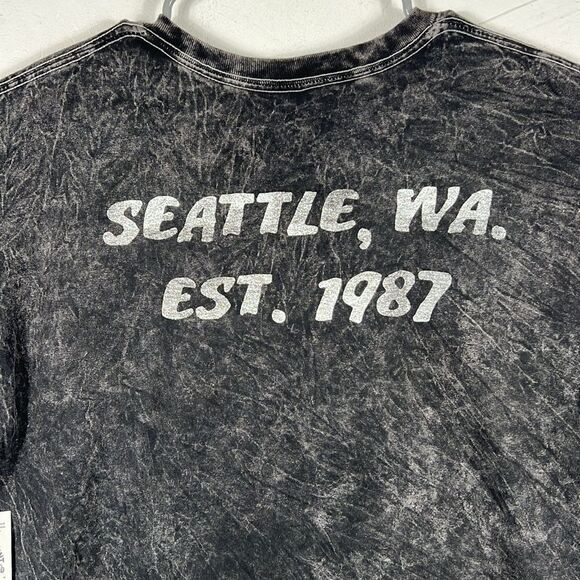 SEATTLE, WA.
EST. 1987